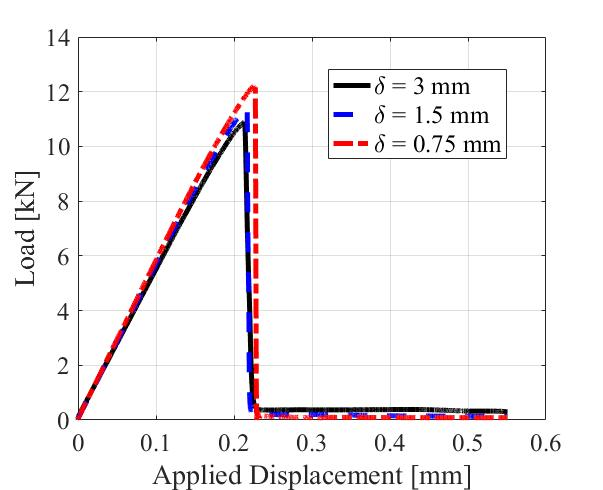 14
12
10
8
6
4
2
0
Load [kN]
δ = 3 mm
δ = 1.5 mm
δ = 0.75 mm
0 0.1 0.2 0.3 0.4 0.5 0.6
Applied Displacement [mm]